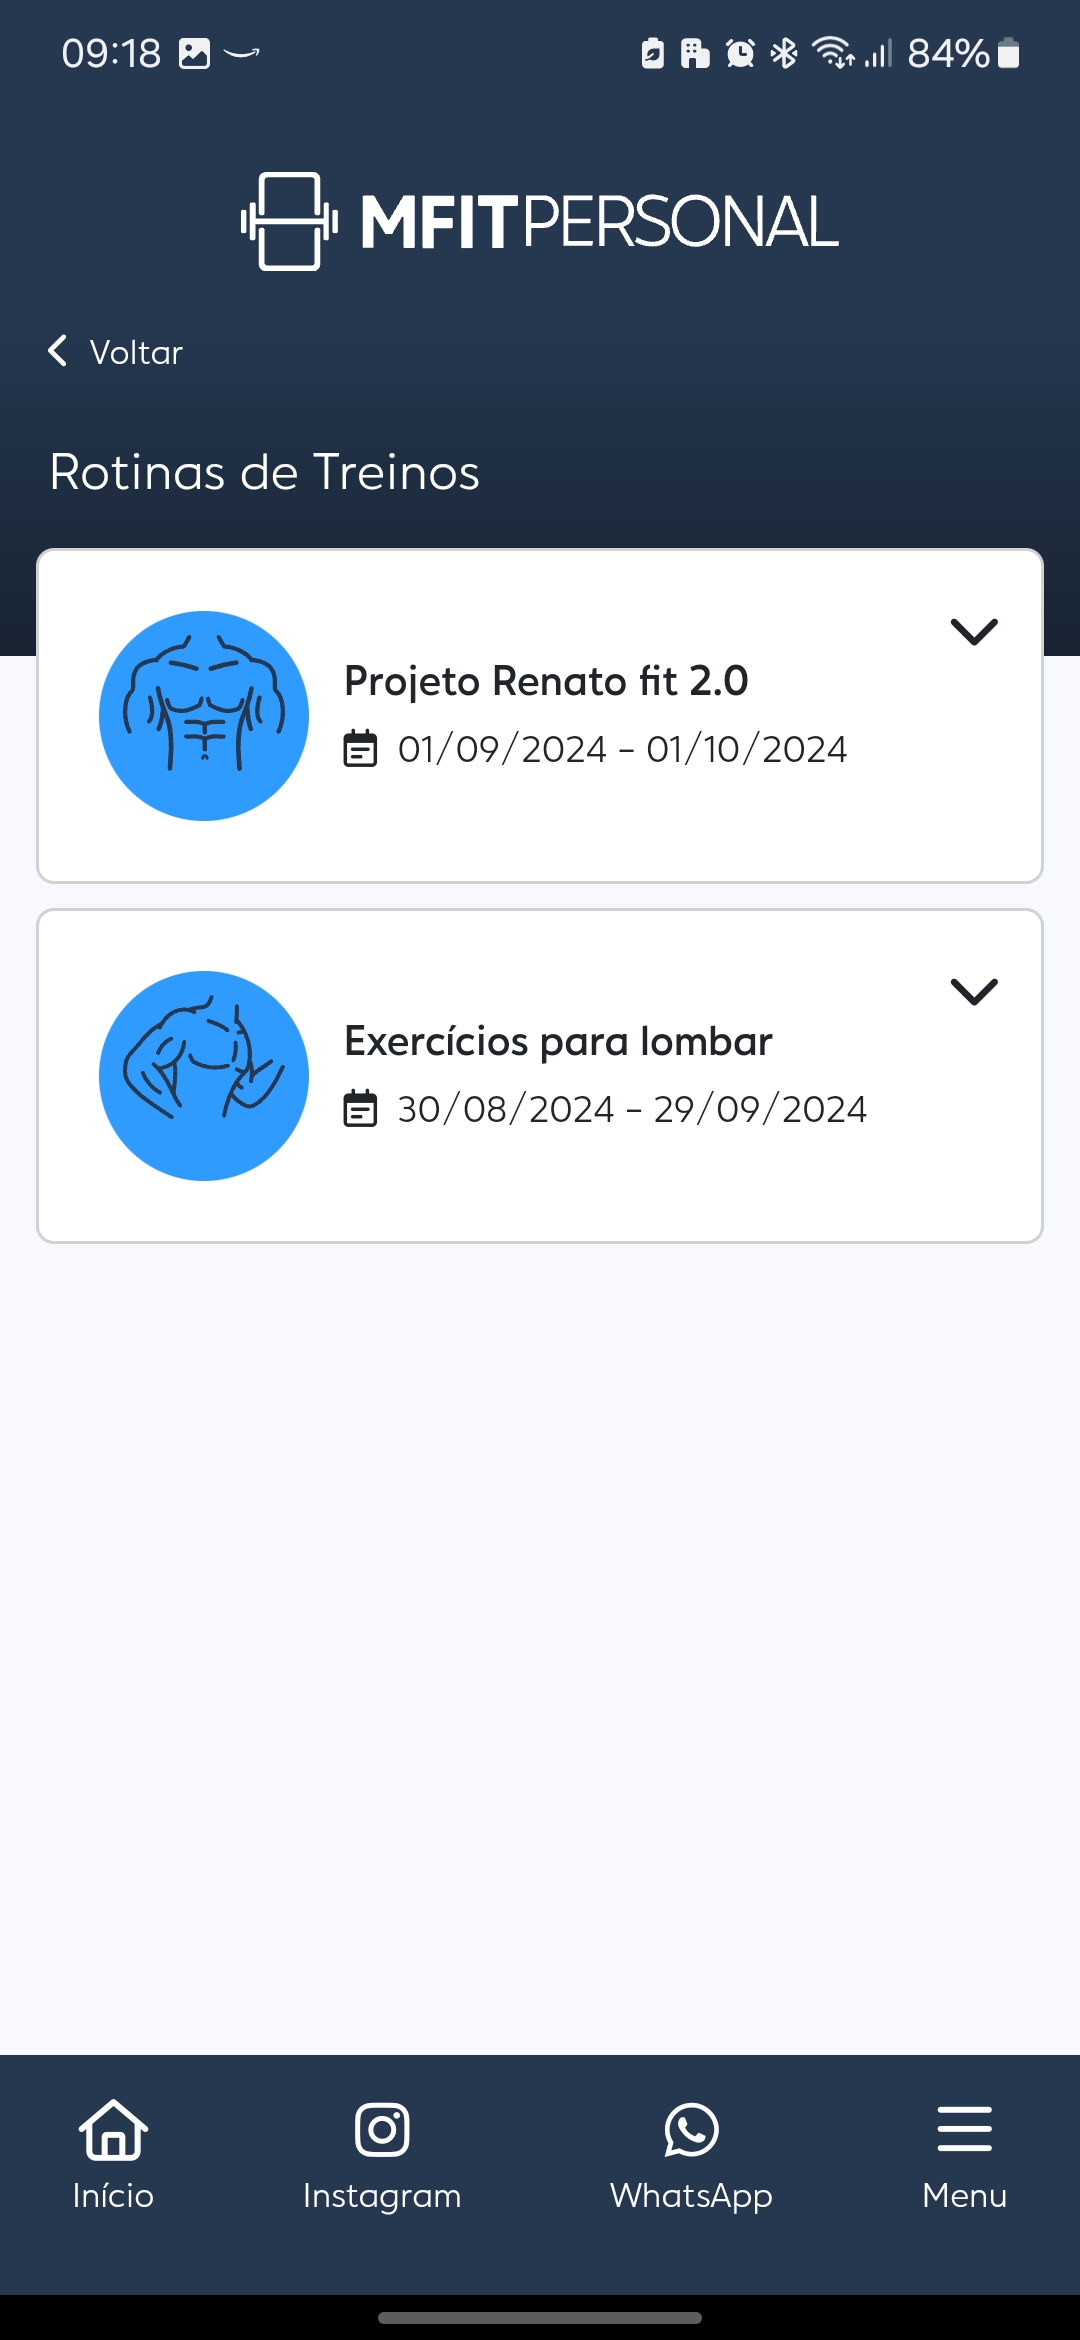 09:18
84%
MFITPERSONAL
Voltar
Rotinas de Treinos
Projeto Renato fit 2.0
01/09/2024 - 01/10/2024
Exercícios para lombar
30/08/2024 - 29/09/2024
Início
Instagram
WhatsApp
Menu